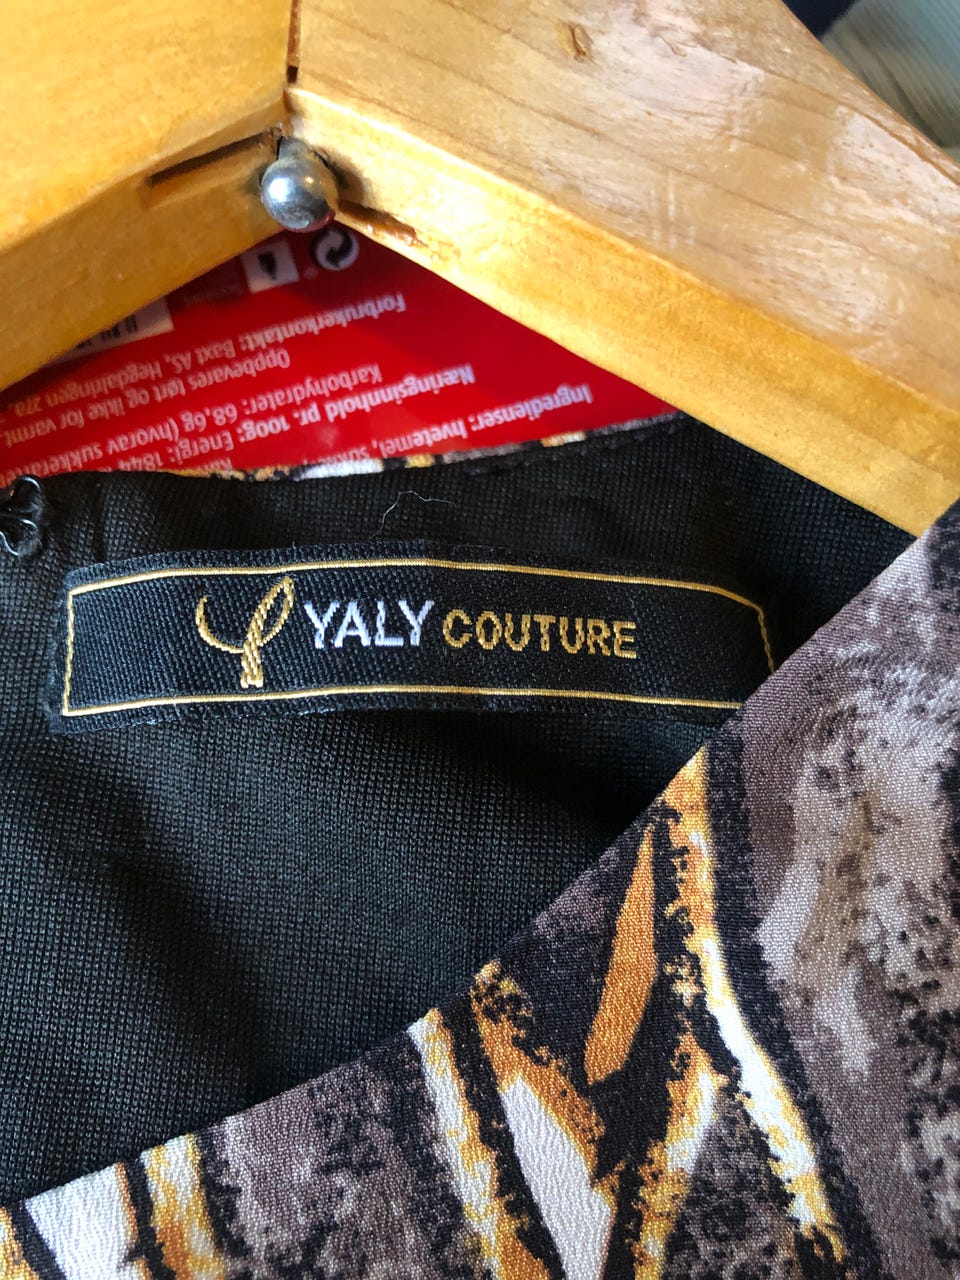 YALY COUTURE
Ingredienser: hvetemel,
Næringsinnhold pr. 100g: Energi:
Karbohydrater: 68,6g (hvorav
Oppbevares tørt og ikke for varmt
Forbrukerkontakt: Baxt AS, Hegdalringen